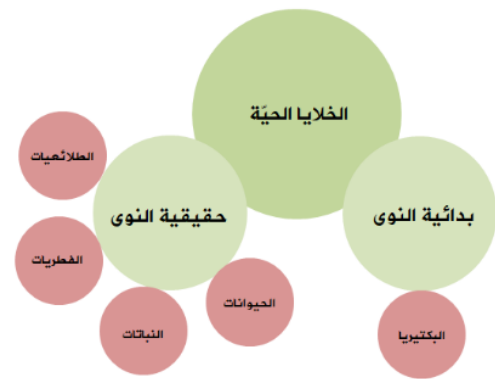 الخلايا الحيّة
بدائية النوى
حقيقية النوى
الطلائعيات
الفطريات
النباتات
الحيوانات
البكتيريا